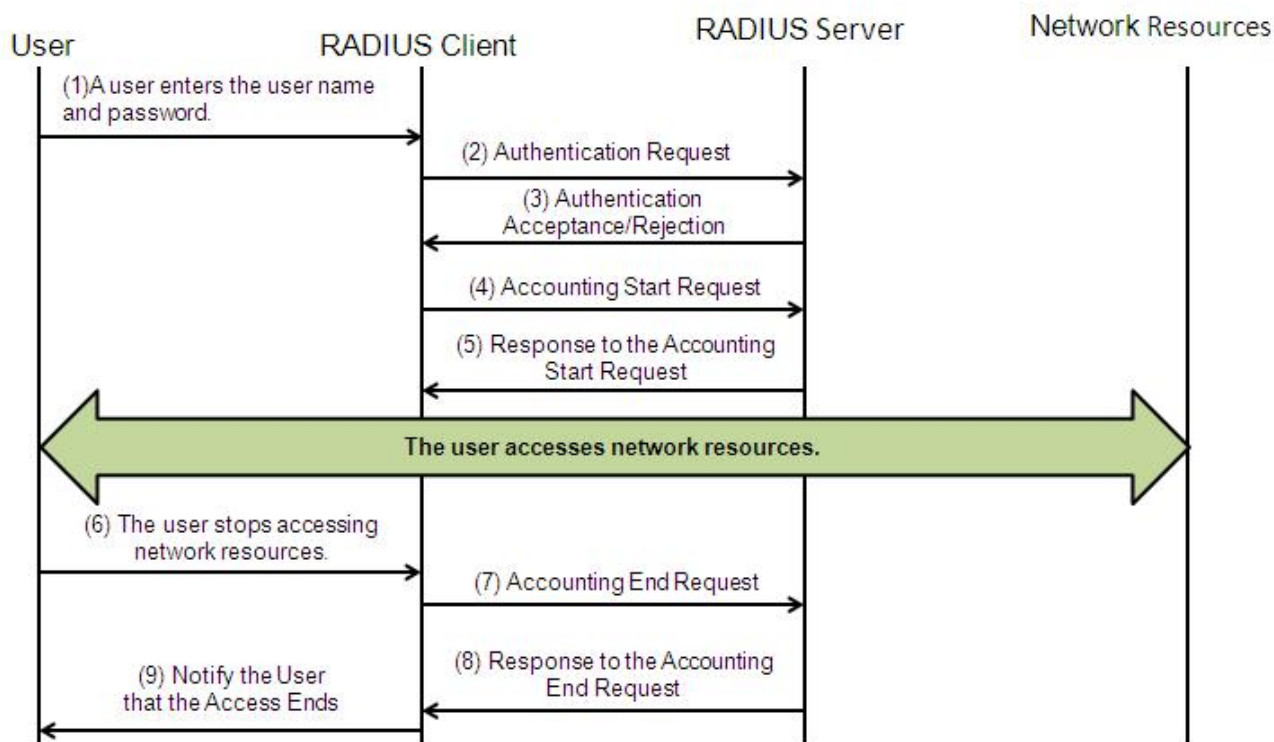 User
RADIUS Client
RADIUS Server
Network Resources
(1)A user enters the user name
and password.
(2) Authentication Request
(3) Authentication
Acceptance/Rejection
(4) Accounting Start Request
(5) Response to the Accounting
Start Request
The user accesses network resources.
(6) The user stops accessing
network resources.
(7) Accounting End Request
(8) Response to the Accounting
End Request
(9) Notify the User
that the Access Ends